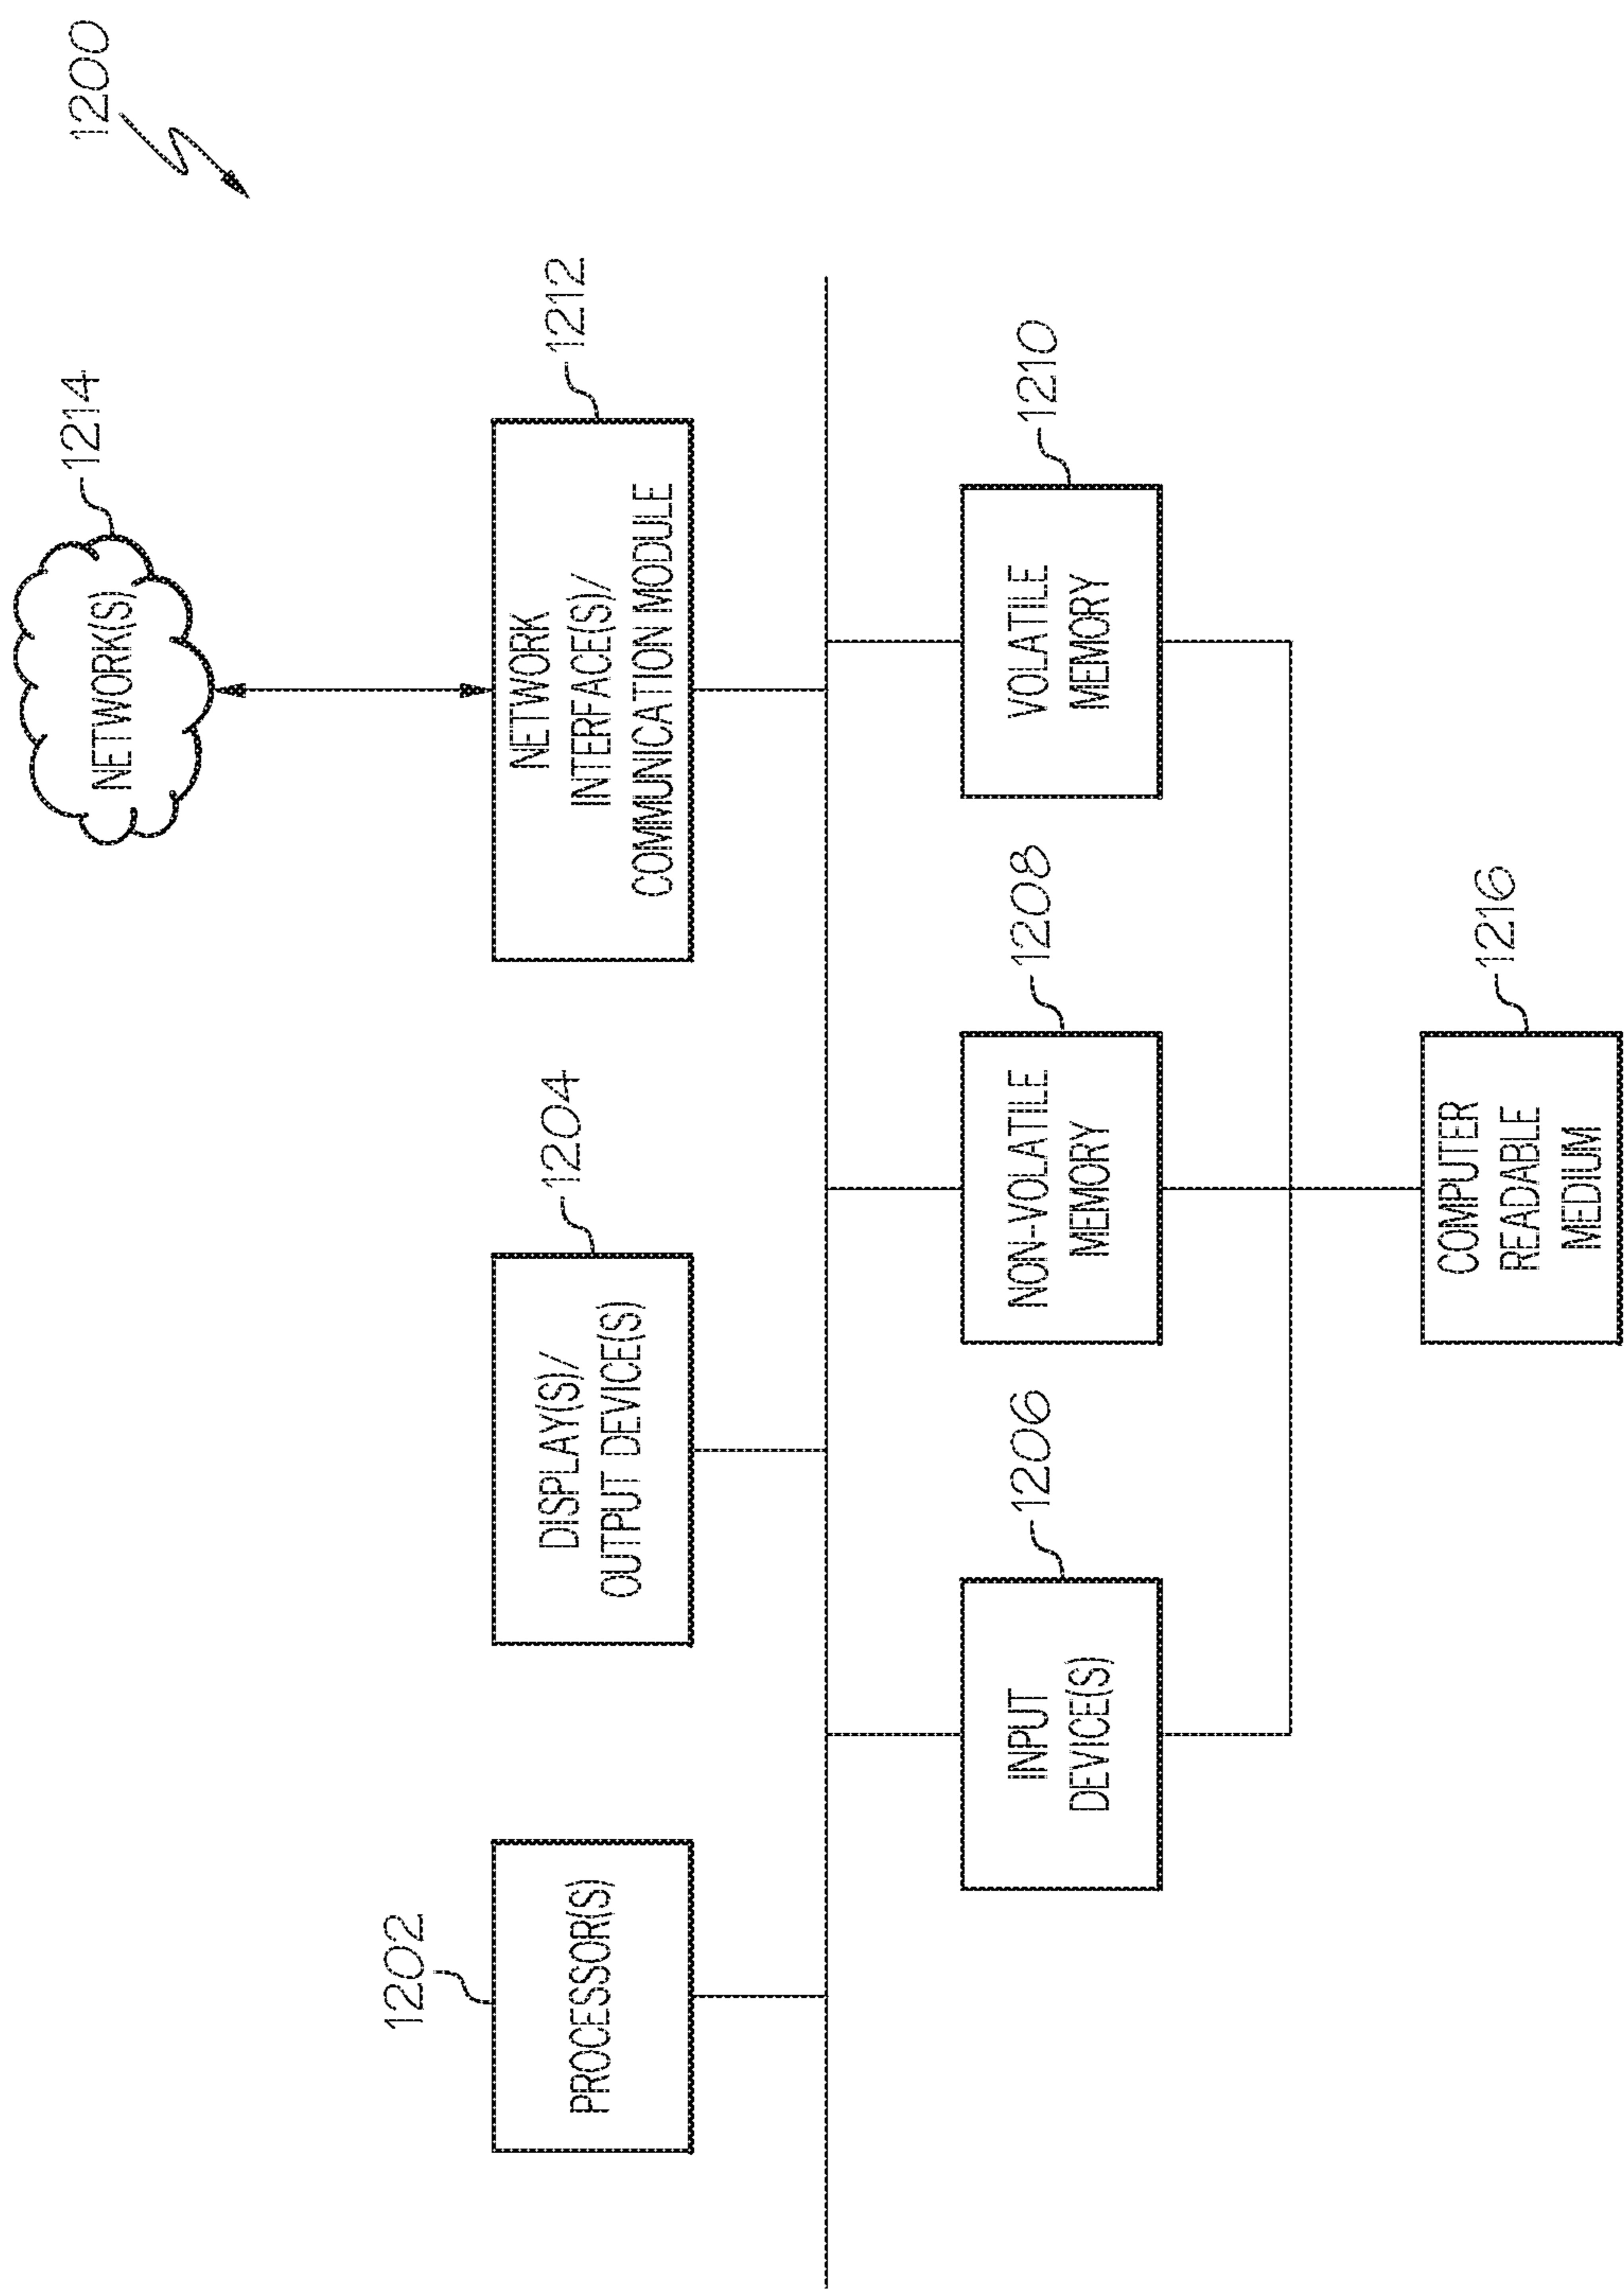 1200
1214
NETWORK(S)
1202
PROCESSOR(S)
1204
DISPLAY(S)/
OUTPUT DEVICE(S)
1212
NETWORK
INTERFACE(S)/
COMMUNICATION MODULE
1206
INPUT
DEVICE(S)
1208
NON-VOLATILE
MEMORY
1210
VOLATILE
MEMORY
1216
COMPUTER
READABLE
MEDIUM